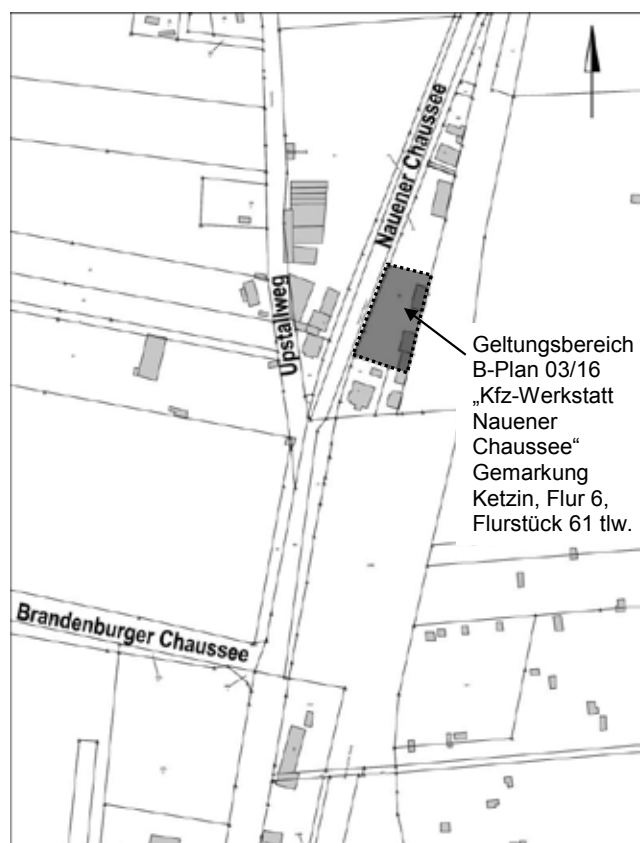 Nauener Chaussee
Upstallweg
Geltungsbereich
B-Plan 03/16
„Kfz-Werkstatt
Nauener
Chaussee“
Gemarkung
Ketzin, Flur 6,
Flurstück 61 tlw.
Brandenburger Chaussee